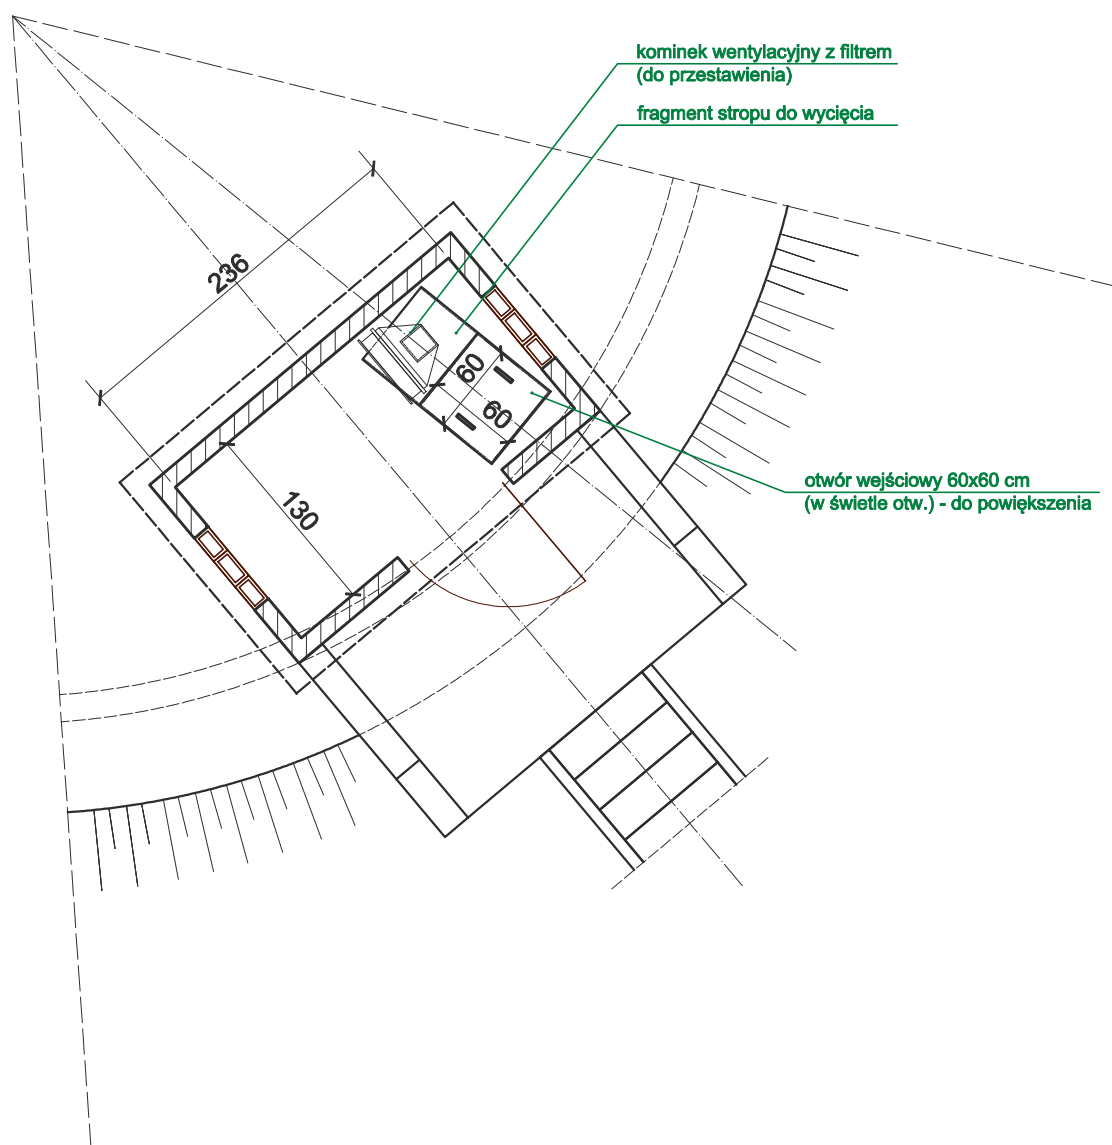 kominek wentylacyjny z filtrem
(do przestawienia)
fragment stropu do wycięcia
236
60
60
130
otwór wejściowy 60x60 cm
(w świetle otw.) - do powiększenia